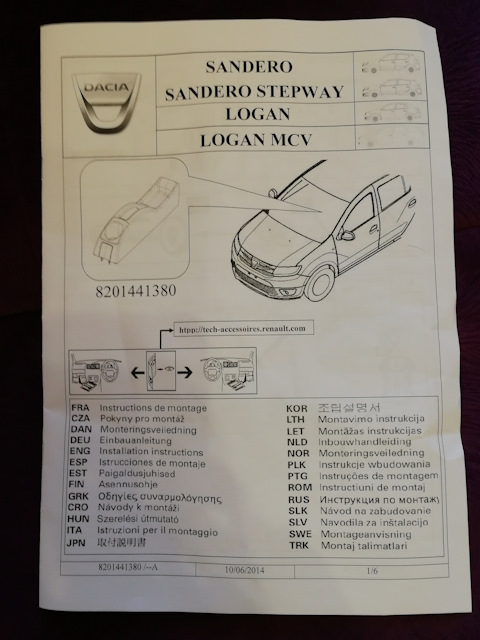 DACIA
SANDERO
SANDERO STEPWAY
LOGAN
LOGAN MCV
8201441380
htpp://tech-accessoires.renault.com
FRA Instructions de montage
CZA Pokyny pro montáž
DAN Monteringsveiledning
DEU Einbauanleitung
ENG Installation instructions
ESP Istrucciones de montaje
EST Paigaldusjuhised
FIN Asennusohje
GRK Οδηγίες συναρμολόγησης
CRO Návody k montáži
HUN Szerelési útmutató
ITA Istruzioni per il montaggio
JPN 取付説明書
KOR 조립설명서
LTH Montavimo instrukcija
LET Montāžas instrukcijas
NLD Inbouwhandleiding
NOR Monteringsveiledning
PLK Instrukcje wbudowania
PTG Instruções de montagem
ROM Instructiuni de montaj
RUS Инструкция по монтажу
SLK Návod na zabudovanie
SLV Navodila za inštalacijo
SWE Montageanvisning
TRK Montaj talimatlari
8201441380 /--A
10/06/2014
1/6